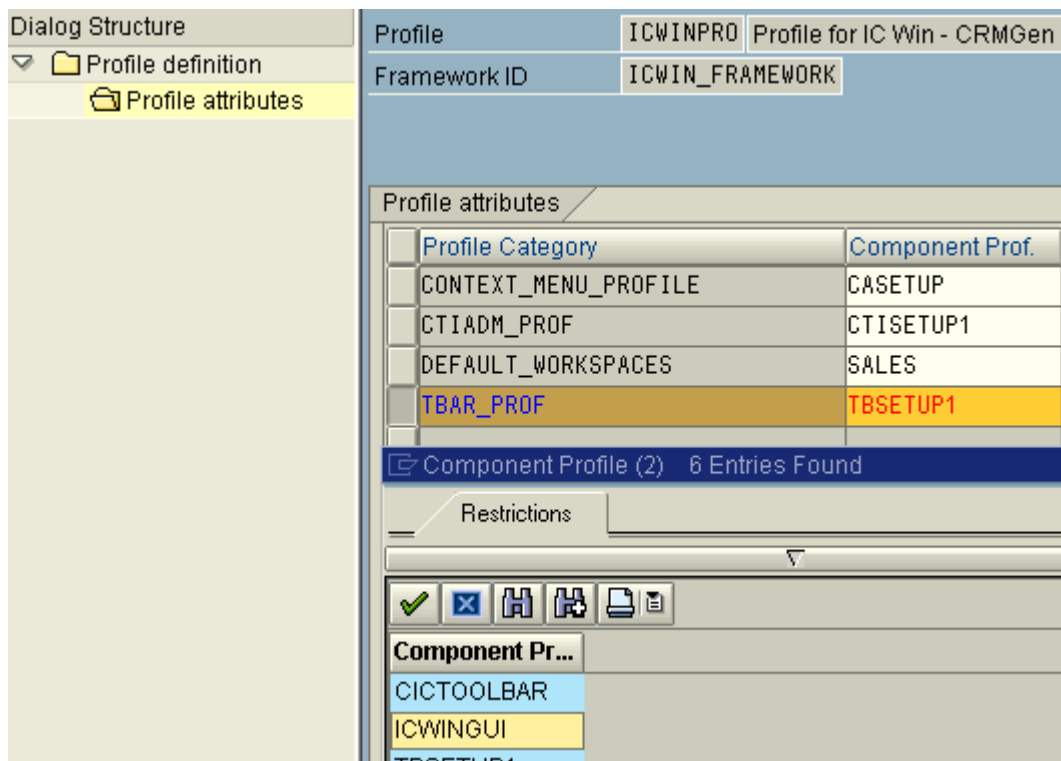 Dialog Structure
Profile definition
Profile attributes
Profile ICWINPRO Profile for IC Win - CRMGen
Framework ID ICWIN_FRAMEWORK
Profile attributes
Profile Category Component Prof.
CONTEXT_MENU_PROFILE CASETUP
CTIADM_PROF CTISETUP1
DEFAULT_WORKSPACES SALES
TBAR_PROF TBSETUP1
Component Profile (2) 6 Entries Found
Restrictions
Component Pr...
CICTOOLBAR
ICWINGUI
TBSETUP1